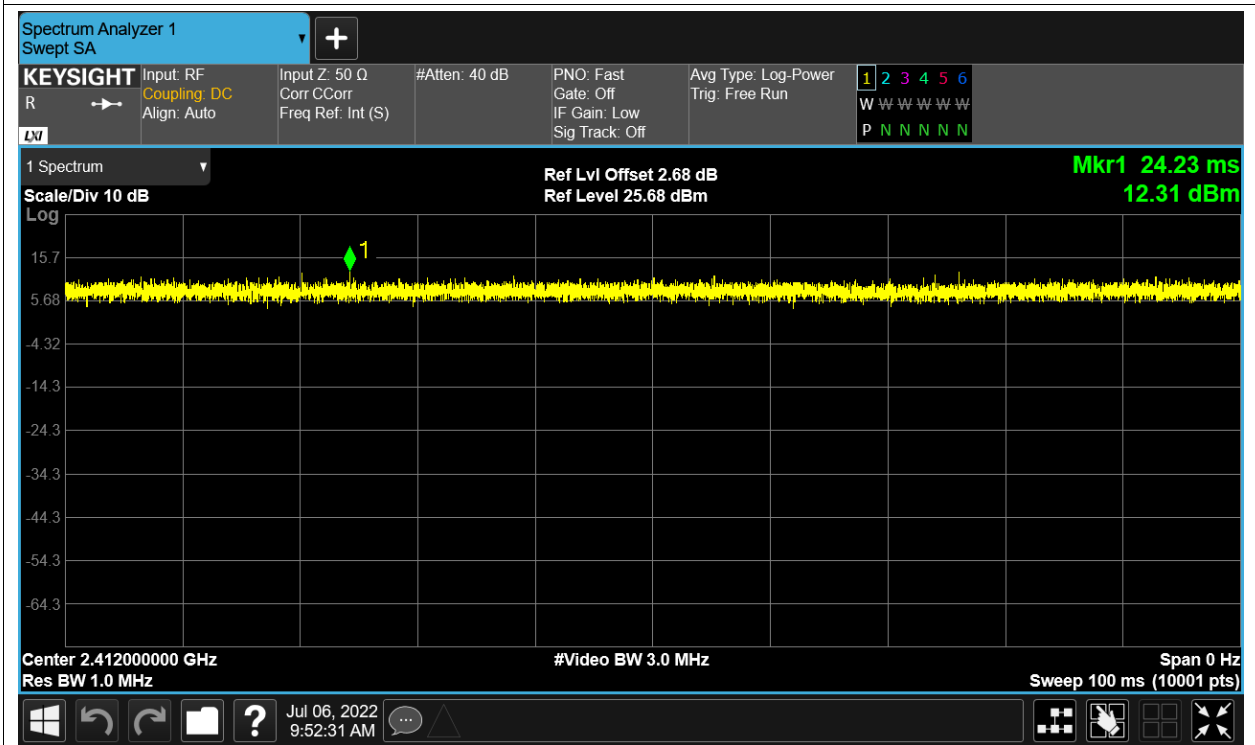 Spectrum Analyzer 1
Swept SA
KEYSIGHT
R
LXI
Input: RF
Coupling: DC
Align: Auto
Input Z: 50 Ω
Corr CCorr
Freq Ref: Int (S)
#Atten: 40 dB
PNO: Fast
Gate: Off
IF Gain: Low
Sig Track: Off
Avg Type: Log-Power
Trig: Free Run
1 2 3 4 5 6
W W W W W W
P N N N N N
1 Spectrum
Scale/Div 10 dB
Log
Ref Lvl Offset 2.68 dB
Ref Level 25.68 dBm
Mkr1 24.23 ms
12.31 dBm
1
15.7
5.68
-4.32
-14.3
-24.3
-34.3
-44.3
-54.3
-64.3
Center 2.412000000 GHz
Res BW 1.0 MHz
#Video BW 3.0 MHz
Span 0 Hz
Sweep 100 ms (10001 pts)
?
Jul 06, 2022
9:52:31 AM